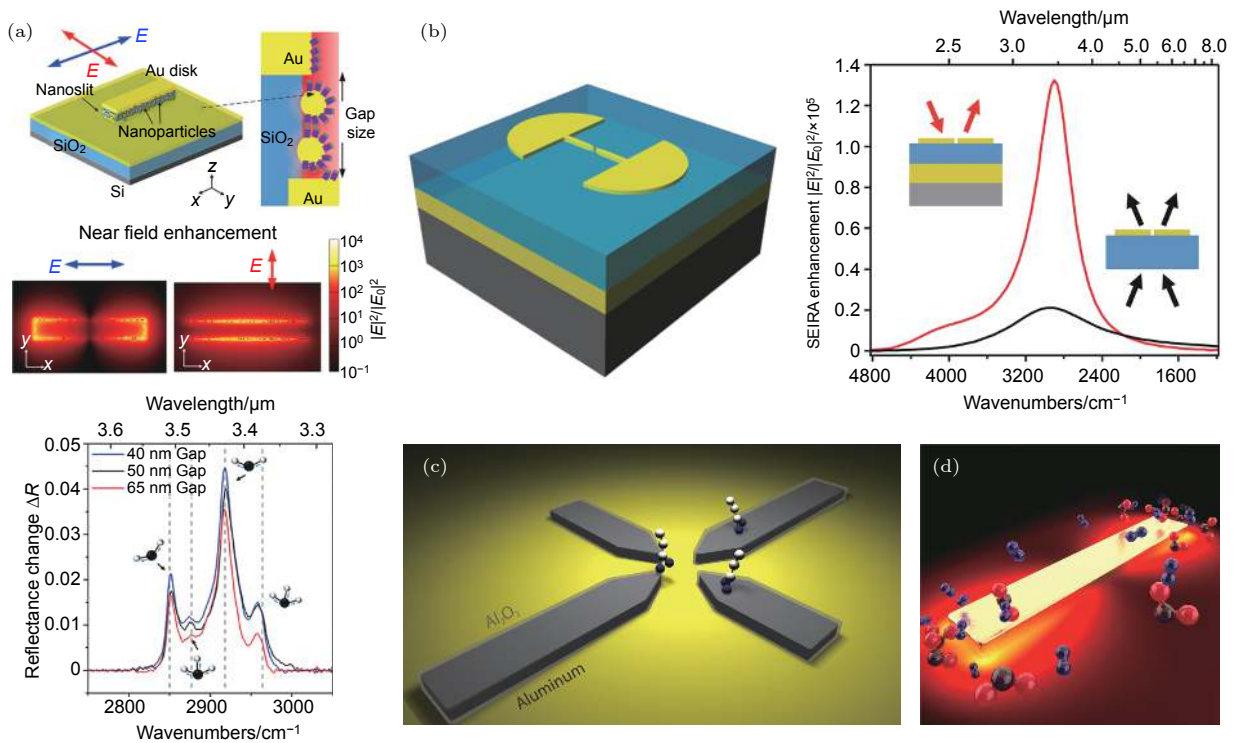 (a)
E
E
Au disk
Nanoslit
Nanoparticles
SiO2
Si
z
x
y
Au
SiO2
Gap
size
Au
Near field enhancement
E
E
y
x
y
x
10^4
10^3
10^2
10^1
10^0
10^−1
|E|^2/|E0|^2
Wavelength/μm
3.6 3.5 3.4 3.3
0.05
0.04
0.03
0.02
0.01
0
40 nm Gap
50 nm Gap
65 nm Gap
Reflectance change ΔR
2800 2900 3000
Wavenumbers/cm^−1
(b)
Wavelength/μm
2.5 3.0 4.0 5.0 6.0 8.0
1.4
1.2
1.0
0.8
0.6
0.4
0.2
0
SEIRA enhancement |E|^2/|E0|^2/×10^5
4800 4000 3200 2400 1600
Wavenumbers/cm^−1
(c)
Al2O3
Aluminum
(d)